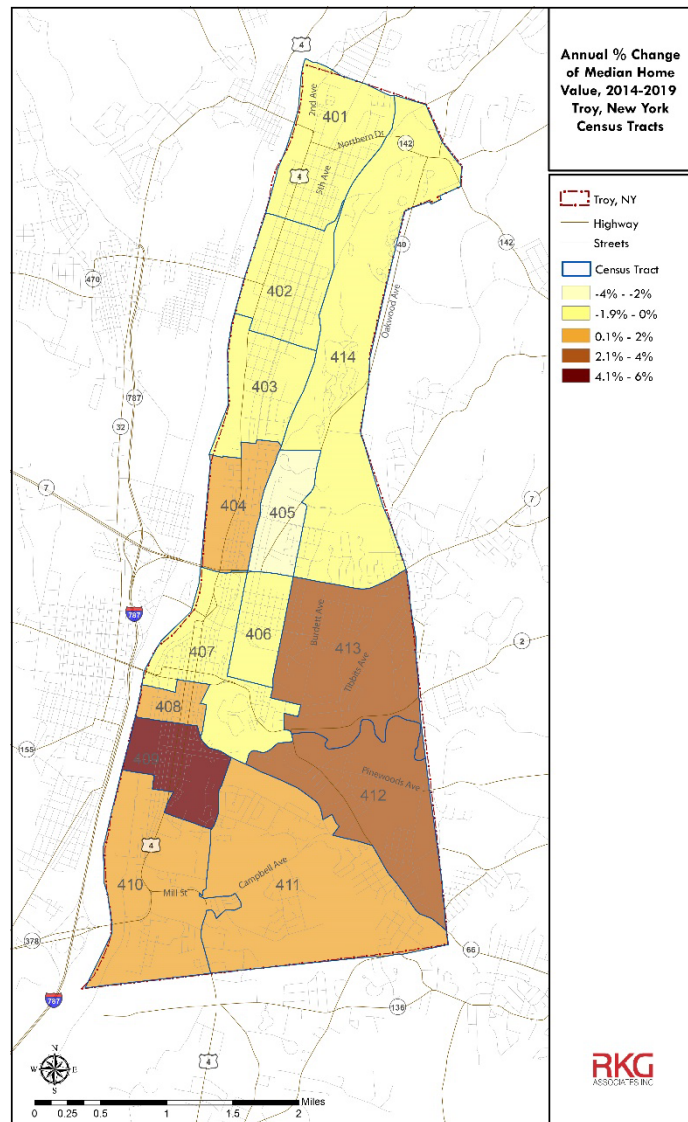 Annual % Change
of Median Home
Value, 2014-2019
Troy, New York
Census Tracts
Troy, NY
Highway
Streets
Census Tract
-4% - -2%
-1.9% - 0%
0.1% - 2%
2.1% - 4%
4.1% - 6%
4
2nd Ave
401
Northern Dr
142
4
5th Ave
142
40
470
402
Oakwood Ave
414
403
787
32
7
404
405
7
787
406
Burdett Ave
413
2
407
Tibbits Ave
408
155
409
Pinewoods Ave
412
4
410
Campbell Ave
Mill St
411
378
66
787
136
N
W E
S
4
0 0.25 0.5 1 1.5 2 Miles
RKG
ASSOCIATES INC